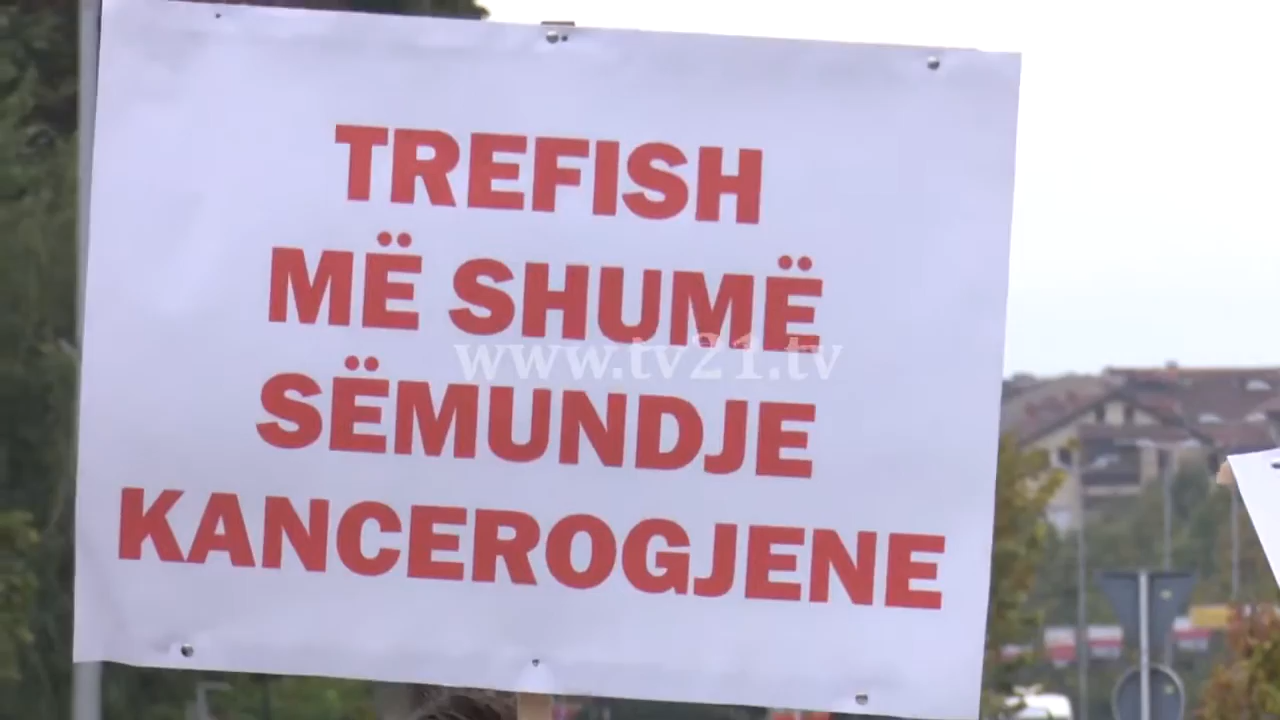 TREFISH
MË SHUMË
www.tv21.tv
SËMUNDJE
KANCEROGJENE